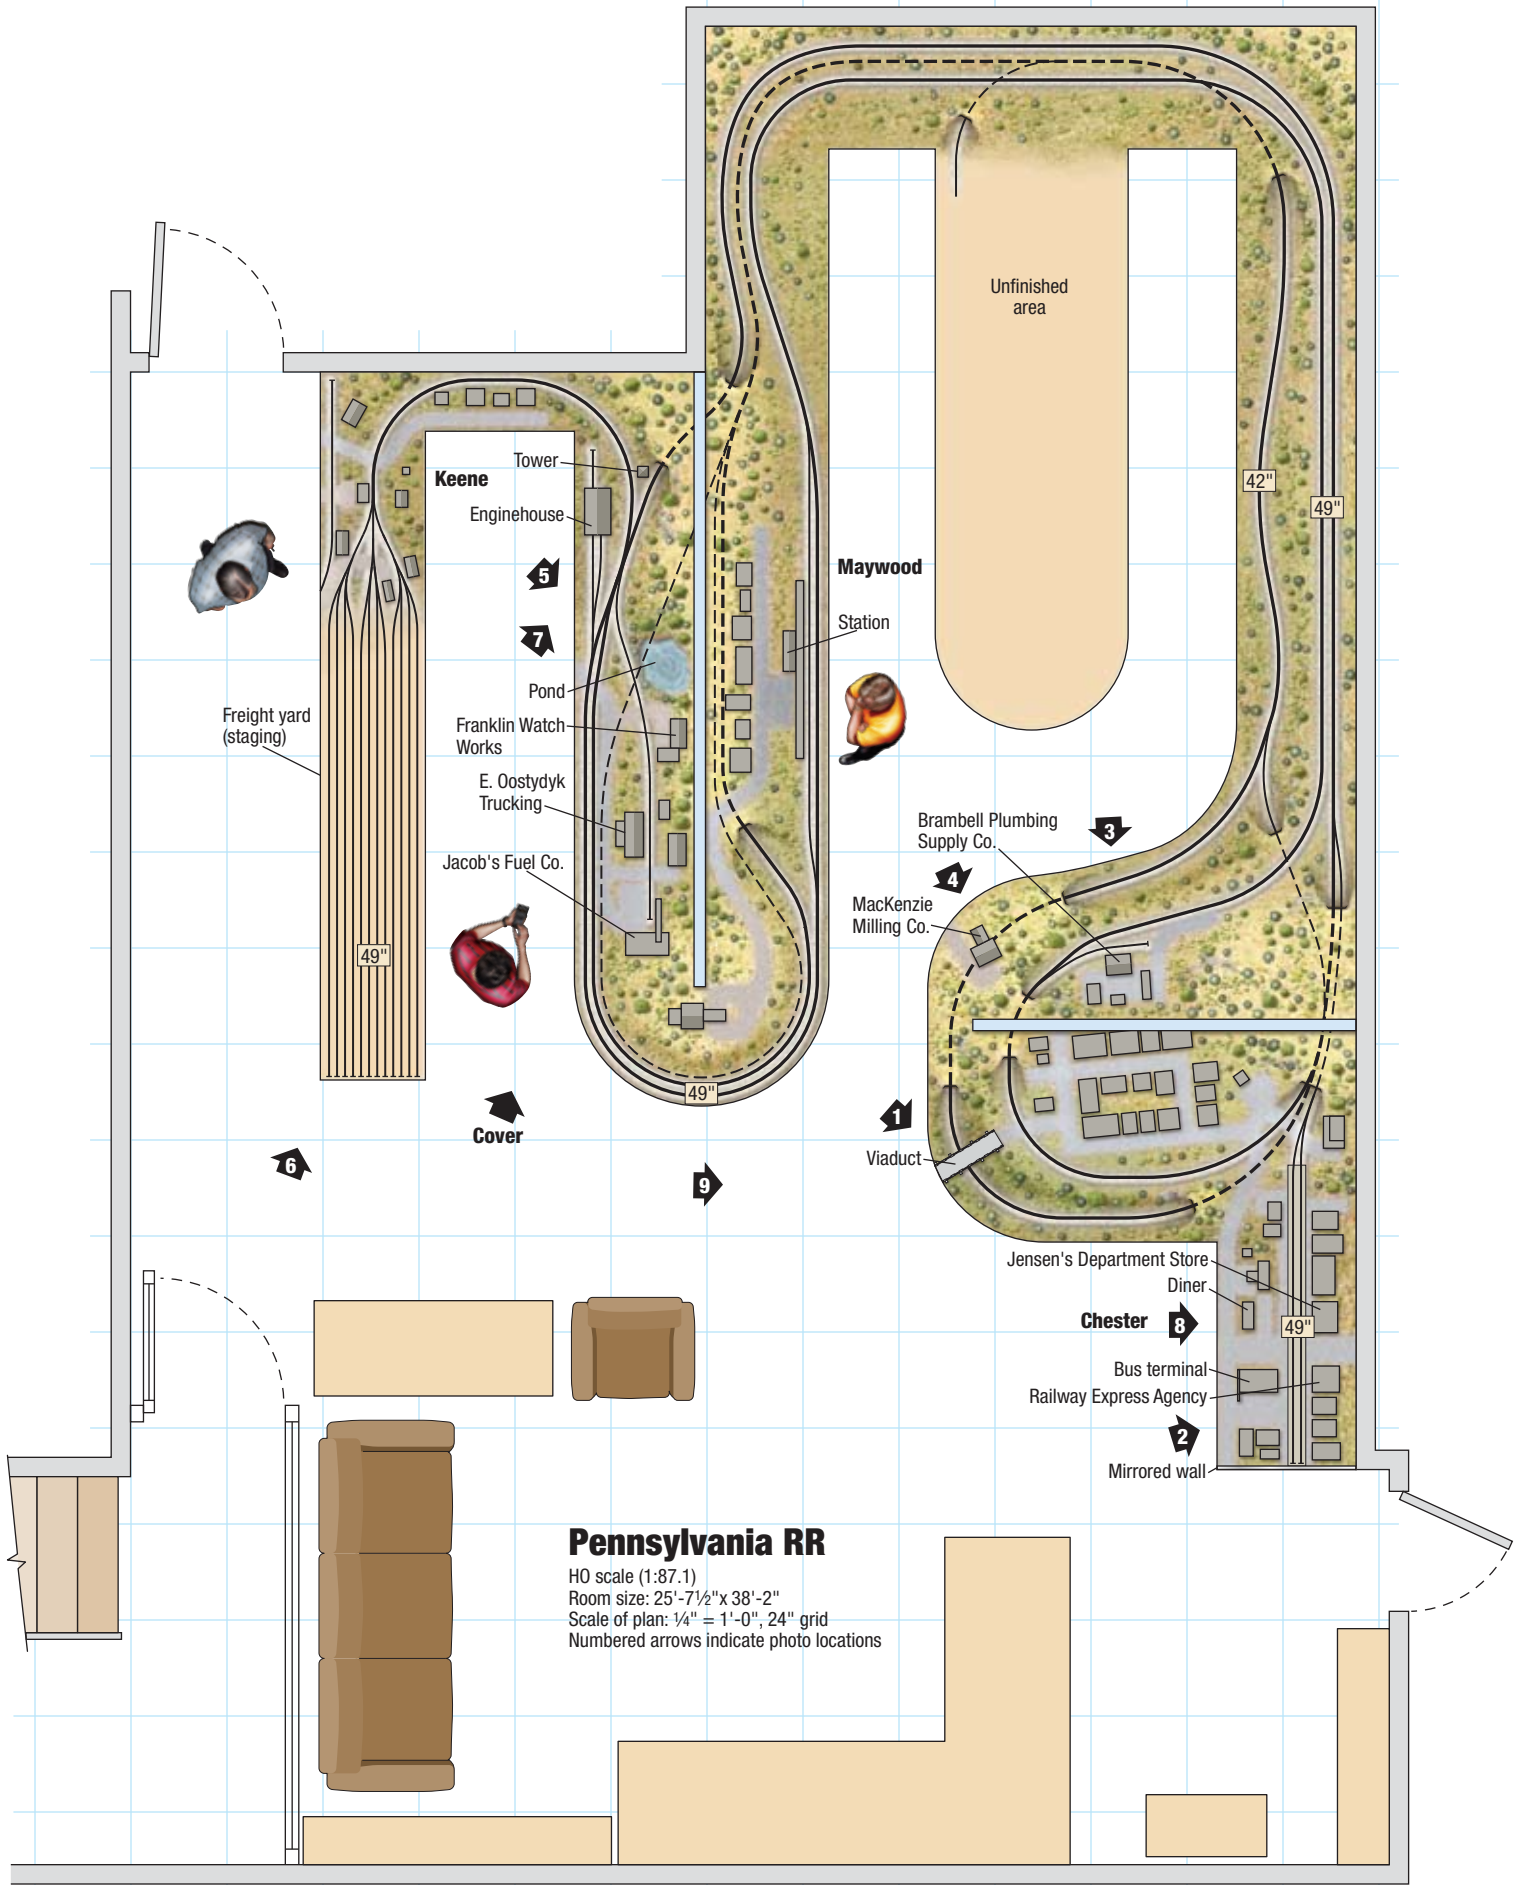 Unfinished
area
42"
49"
Tower
Keene
Enginehouse
5
7
Maywood
Station
Pond
Freight yard
(staging)
Franklin Watch
Works
E. Oostydyk
Trucking
Jacob's Fuel Co.
Brambell Plumbing
Supply Co.
3
4
MacKenzie
Milling Co.
49"
49"
Cover
1
Viaduct
6
9
Jensen's Department Store
Diner
Chester
8
49"
Bus terminal
Railway Express Agency
2
Mirrored wall
Pennsylvania RR
HO scale (1:87.1)
Room size: 25'-7½"x 38'-2"
Scale of plan: ¼" = 1'-0", 24" grid
Numbered arrows indicate photo locations